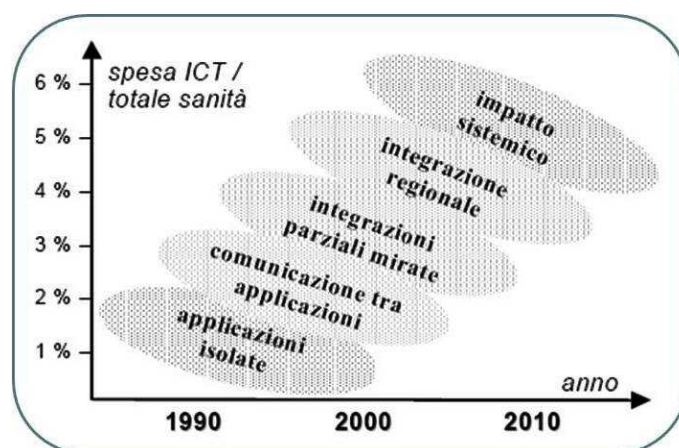 spesa ICT /
totale sanità
6 %
5 %
4 %
3 %
2 %
1 %
impatto
sistemico
integrazione
regionale
integrazioni
parziali mirate
comunicazione tra
applicazioni
applicazioni
isolate
anno
1990
2000
2010